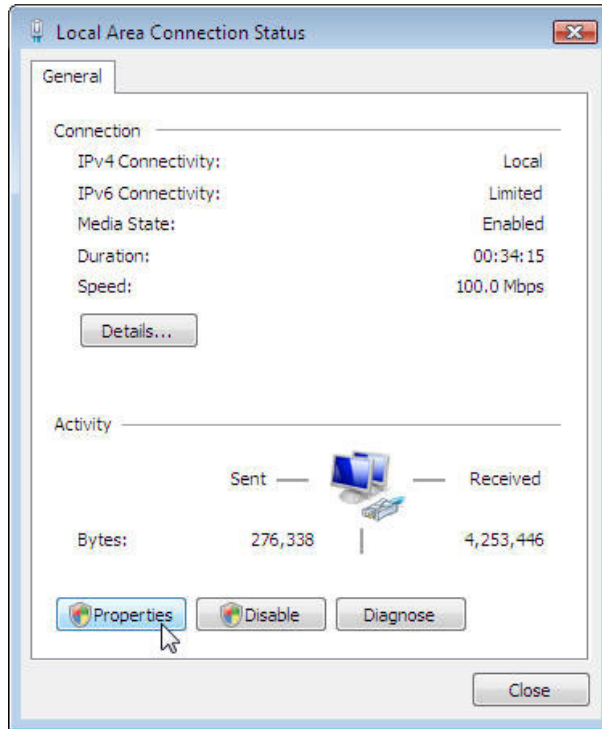 Local Area Connection Status
General
Connection
IPv4 Connectivity: Local
IPv6 Connectivity: Limited
Media State: Enabled
Duration: 00:34:15
Speed: 100.0 Mbps
Details...
Activity
Sent Received
Bytes: 276,338 4,253,446
Properties Disable Diagnose
Close